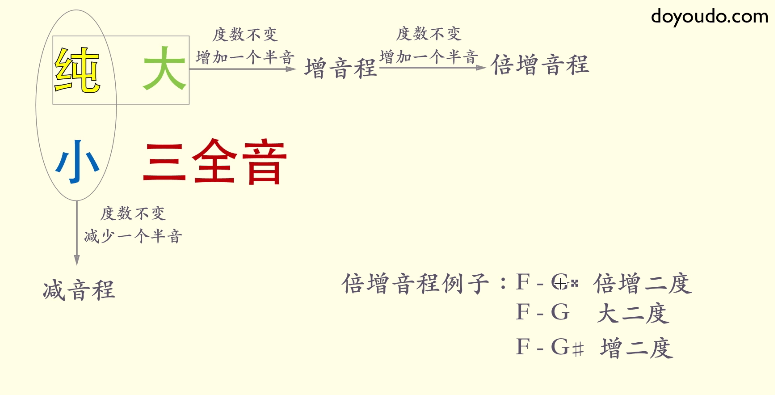 doyoudo.com
纯 大
度数不变
增加一个半音
增音程
度数不变
增加一个半音
倍增音程
小 三全音
度数不变
减少一个半音
减音程
倍增音程例子：F - G𝄪 倍增二度
F - G 大二度
F - G♯ 增二度